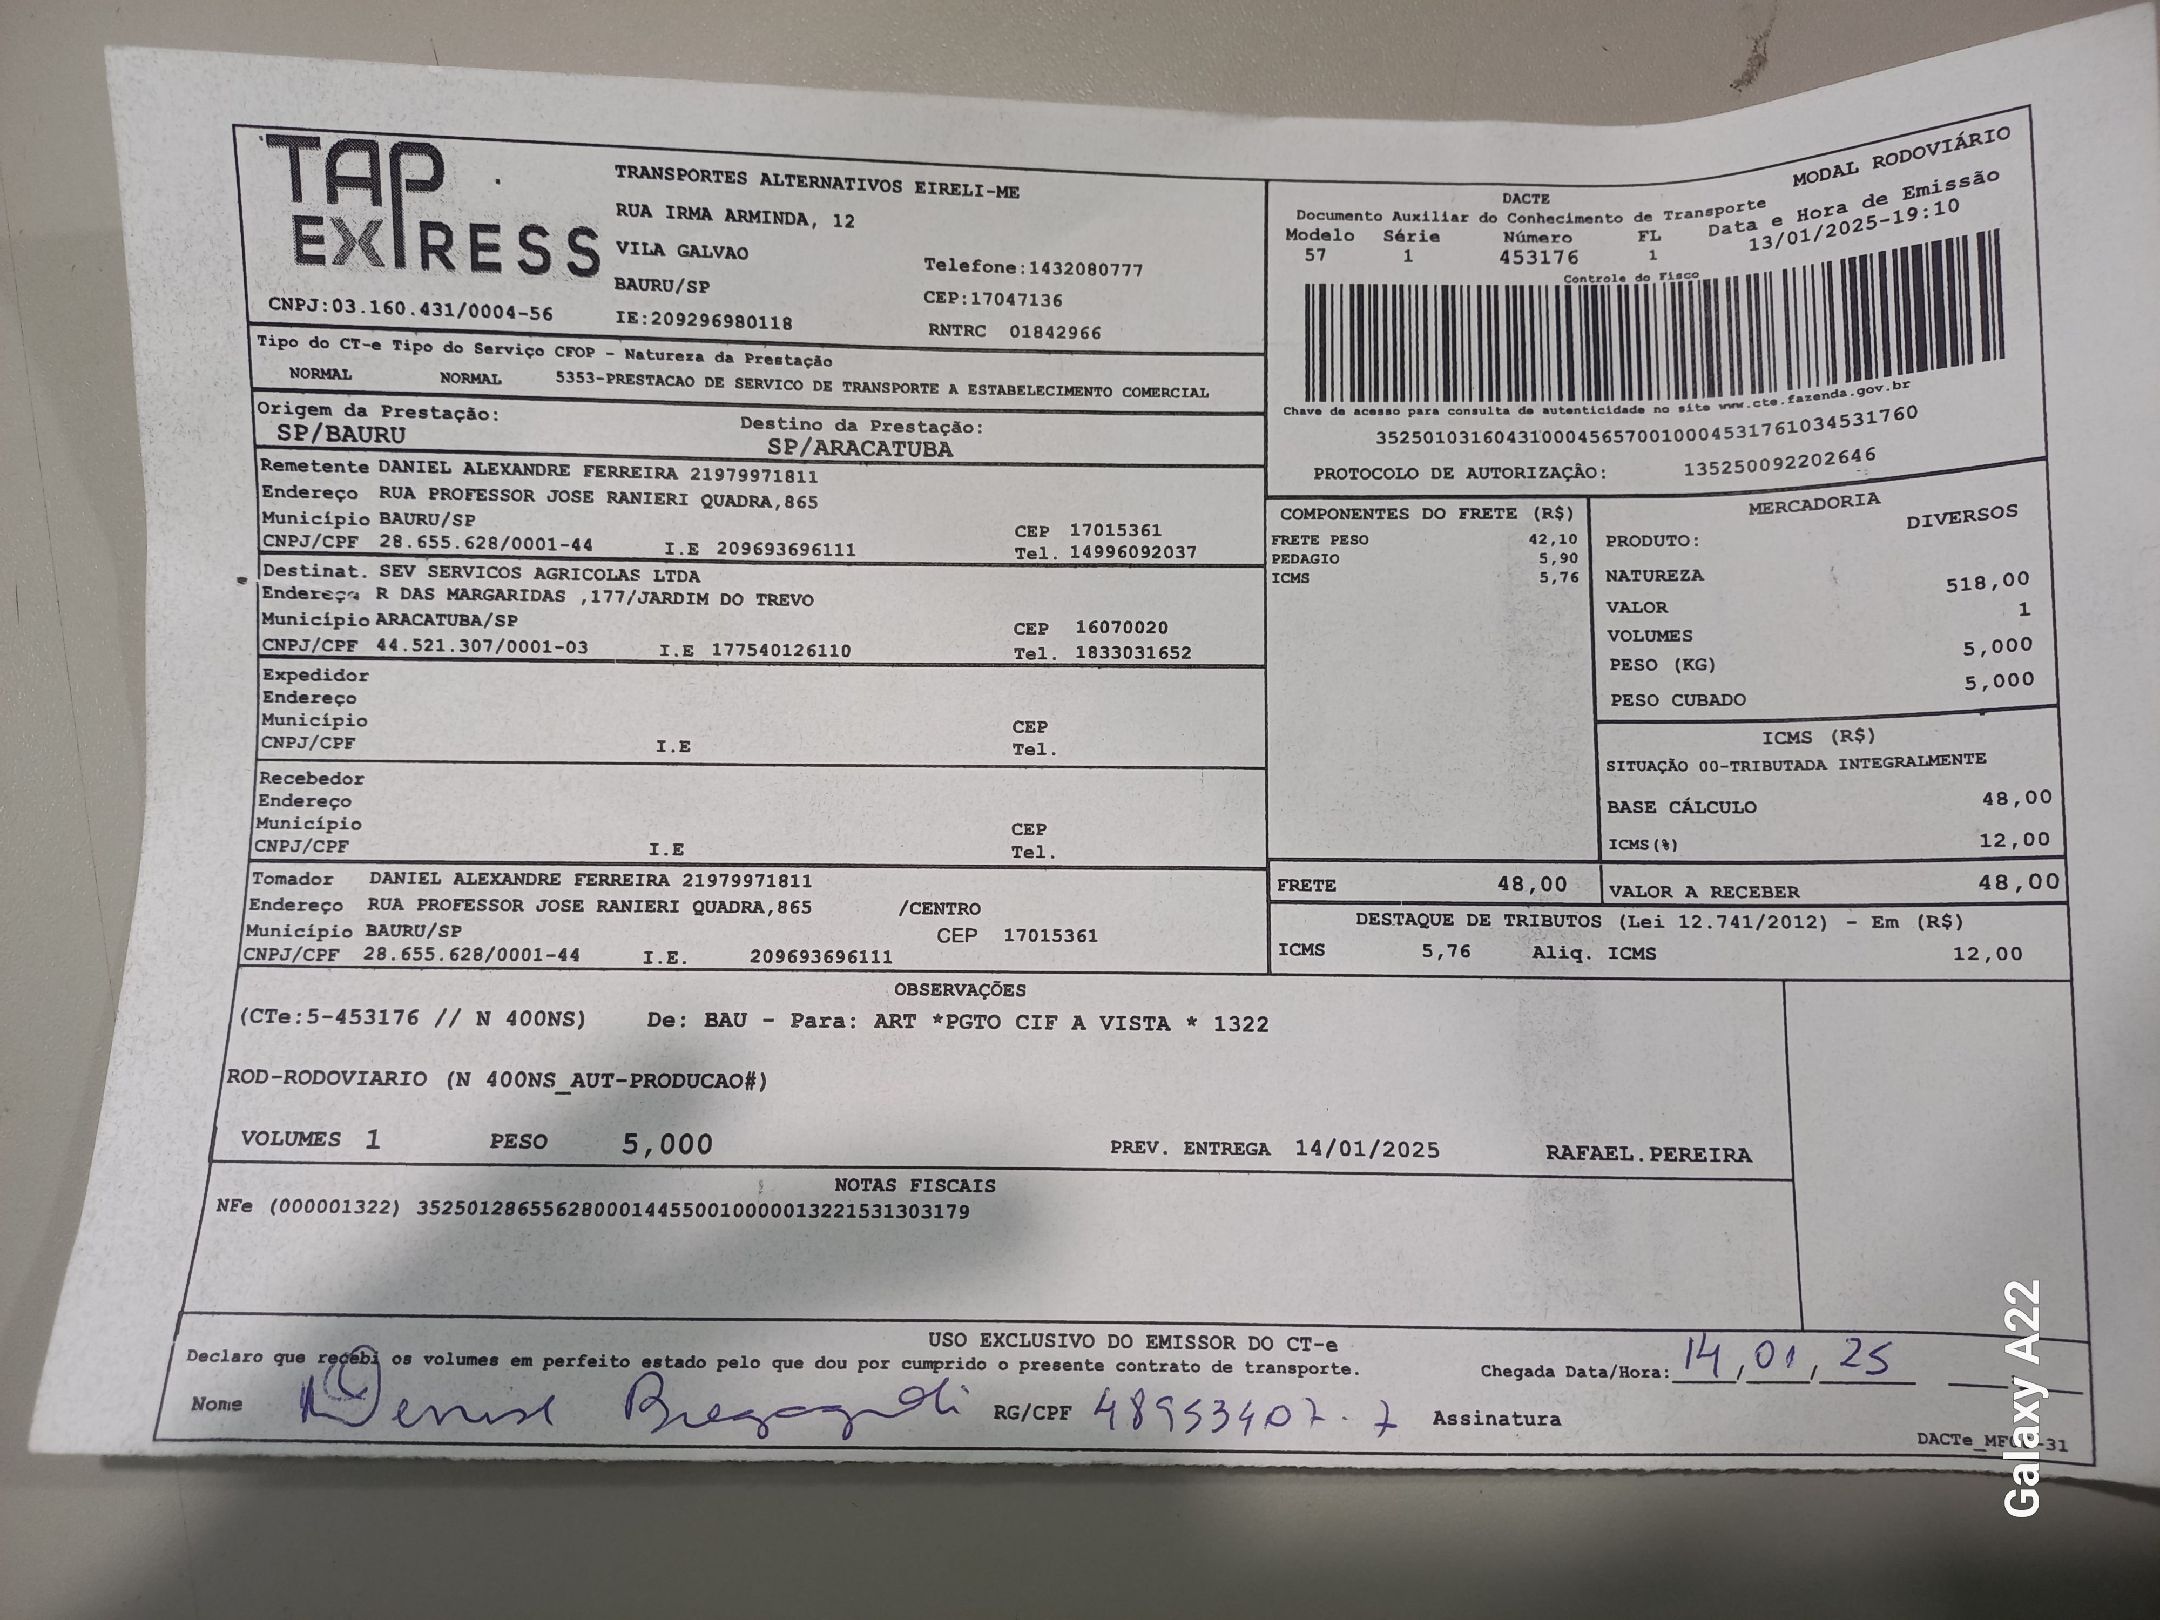 TAP
EXPRESS
CNPJ:03.160.431/0004-56
TRANSPORTES ALTERNATIVOS EIRELI-ME
RUA IRMA ARMINDA, 12
VILA GALVAO
BAURU/SP
IE:209296980118
Telefone:1432080777
CEP:17047136
RNTRC 01842966
DACTE
MODAL RODOVIÁRIO
Documento Auxiliar do Conhecimento de Transporte
Modelo Série Número FL Data e Hora de Emissão
57 1 453176 1 13/01/2025-19:10
Controle do Fisco
Chave de acesso para consulta de autenticidade no site www.cte.fazenda.gov.br
35250103160431000456570010004531761034531760
PROTOCOLO DE AUTORIZAÇÃO: 135250092202646
Tipo do CT-e Tipo do Serviço CFOP - Natureza da Prestação
NORMAL NORMAL 5353-PRESTACAO DE SERVICO DE TRANSPORTE A ESTABELECIMENTO COMERCIAL
Origem da Prestação: Destino da Prestação:
SP/BAURU SP/ARACATUBA
Remetente DANIEL ALEXANDRE FERREIRA 21979971811
Endereço RUA PROFESSOR JOSE RANIERI QUADRA,865
Município BAURU/SP CEP 17015361
CNPJ/CPF 28.655.628/0001-44 I.E 209693696111 Tel. 14996092037
Destinat. SEV SERVICOS AGRICOLAS LTDA
Endereço R DAS MARGARIDAS ,177/JARDIM DO TREVO
Município ARACATUBA/SP CEP 16070020
CNPJ/CPF 44.521.307/0001-03 I.E 177540126110 Tel. 1833031652
Expedidor
Endereço
Município CEP
CNPJ/CPF I.E Tel.
Recebedor
Endereço
Município CEP
CNPJ/CPF I.E Tel.
Tomador DANIEL ALEXANDRE FERREIRA 21979971811
Endereço RUA PROFESSOR JOSE RANIERI QUADRA,865 /CENTRO
Município BAURU/SP CEP 17015361
CNPJ/CPF 28.655.628/0001-44 I.E. 209693696111
COMPONENTES DO FRETE (R$)
FRETE PESO 42,10
PEDAGIO 5,90
ICMS 5,76
MERCADORIA
PRODUTO: DIVERSOS
NATUREZA
VALOR 518,00
VOLUMES 1
PESO (KG) 5,000
PESO CUBADO 5,000
ICMS (R$)
SITUAÇÃO 00-TRIBUTADA INTEGRALMENTE
BASE CÁLCULO 48,00
ICMS(%) 12,00
FRETE 48,00 VALOR A RECEBER 48,00
DESTAQUE DE TRIBUTOS (Lei 12.741/2012) - Em (R$)
ICMS 5,76 Aliq. ICMS 12,00
OBSERVAÇÕES
(CTe:5-453176 // N 400NS) De: BAU - Para: ART *PGTO CIF A VISTA * 1322
ROD-RODOVIARIO (N 400NS_AUT-PRODUCAO#)
VOLUMES 1 PESO 5,000 PREV. ENTREGA 14/01/2025 RAFAEL.PEREIRA
NOTAS FISCAIS
NFe (000001322) 35250128655628000144550010000013221531303179
USO EXCLUSIVO DO EMISSOR DO CT-e
Declaro que recebi os volumes em perfeito estado pelo que dou por cumprido o presente contrato de transporte. Chegada Data/Hora: 14,01,25
Nome Denise RG/CPF 48953407.7 Assinatura
Galaxy A22